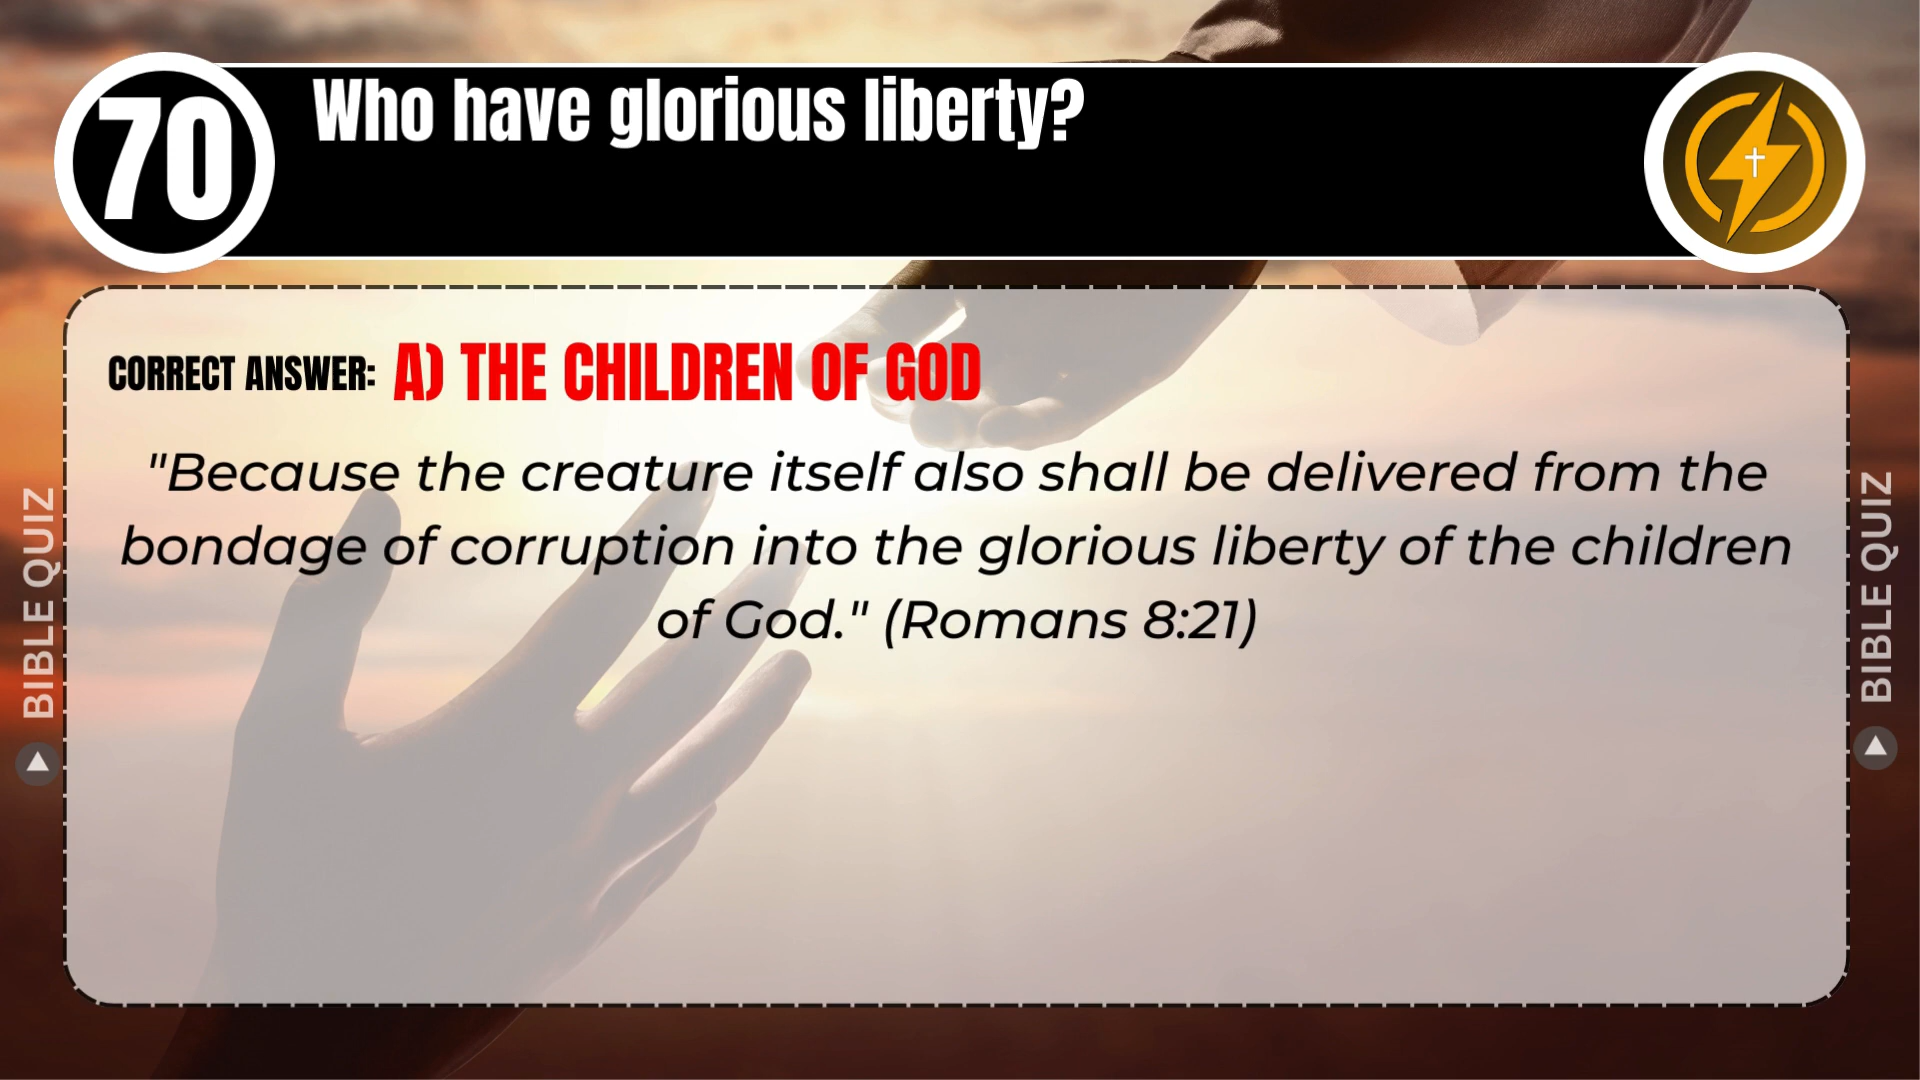 70
Who have glorious liberty?
CORRECT ANSWER: A) THE CHILDREN OF GOD
"Because the creature itself also shall be delivered from the
bondage of corruption into the glorious liberty of the children
of God." (Romans 8:21)
BIBLE QUIZ
BIBLE QUIZ